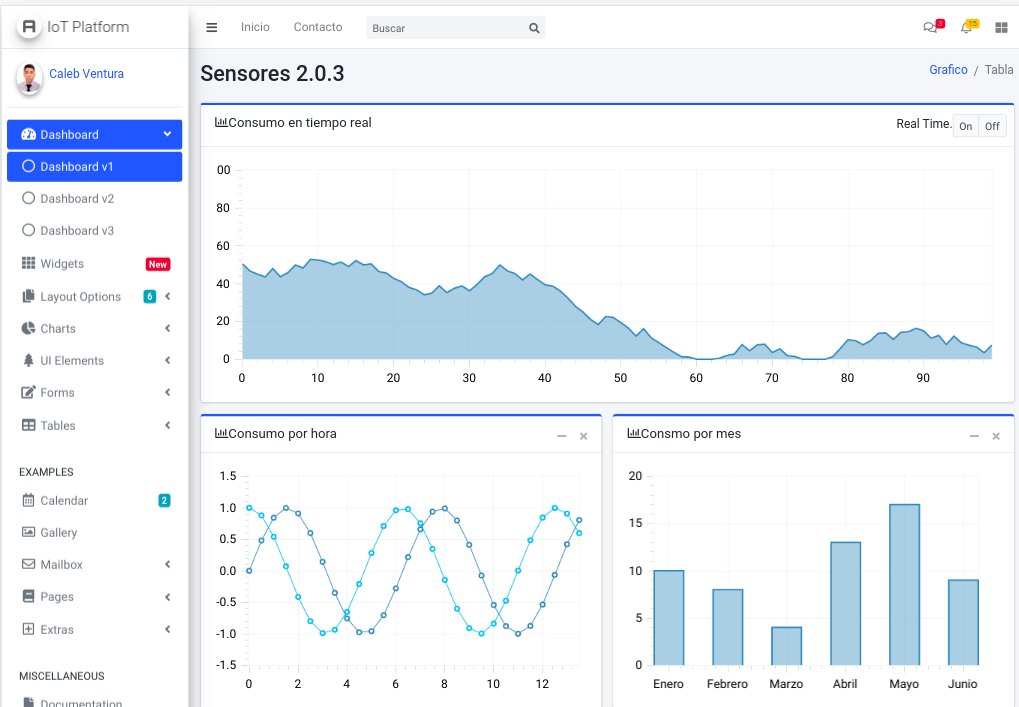 IoT Platform
Inicio Contacto Buscar 3 15
Caleb Ventura
Sensores 2.0.3
Grafico / Tabla
Dashboard
Dashboard v1
Dashboard v2
Dashboard v3
Widgets New
Layout Options 6
Charts
UI Elements
Forms
Tables
EXAMPLES
Calendar 2
Gallery
Mailbox
Pages
Extras
MISCELLANEOUS
Documentation
Consumo en tiempo real
Real Time. On Off
00
80
60
40
20
0
0 10 20 30 40 50 60 70 80 90
Consumo por hora
1.5
1.0
0.5
0.0
-0.5
-1.0
-1.5
0 2 4 6 8 10 12
Consmo por mes
20
15
10
5
0
Enero Febrero Marzo Abril Mayo Junio